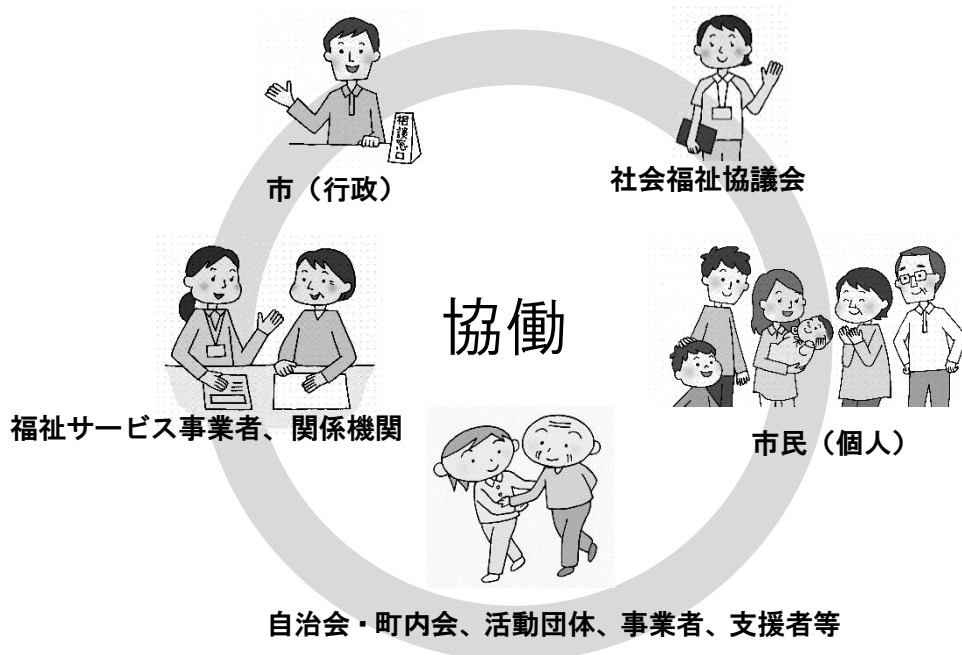 相談窓口
市（行政）
社会福祉協議会
協働
福祉サービス事業者、関係機関
市民（個人）
自治会・町内会、活動団体、事業者、支援者等